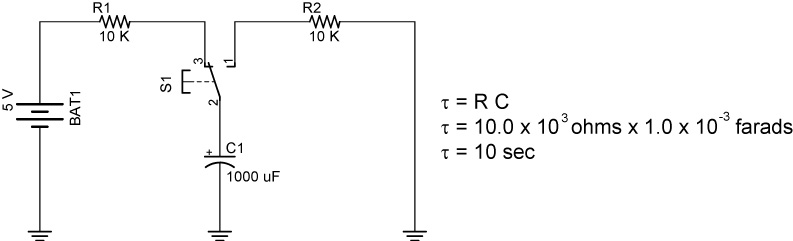 R1
10 K
R2
10 K
5 V
BAT1
S1
3
1
2
+
C1
1000 uF
τ = R C
τ = 10.0 x 10³ ohms x 1.0 x 10⁻³ farads
τ = 10 sec